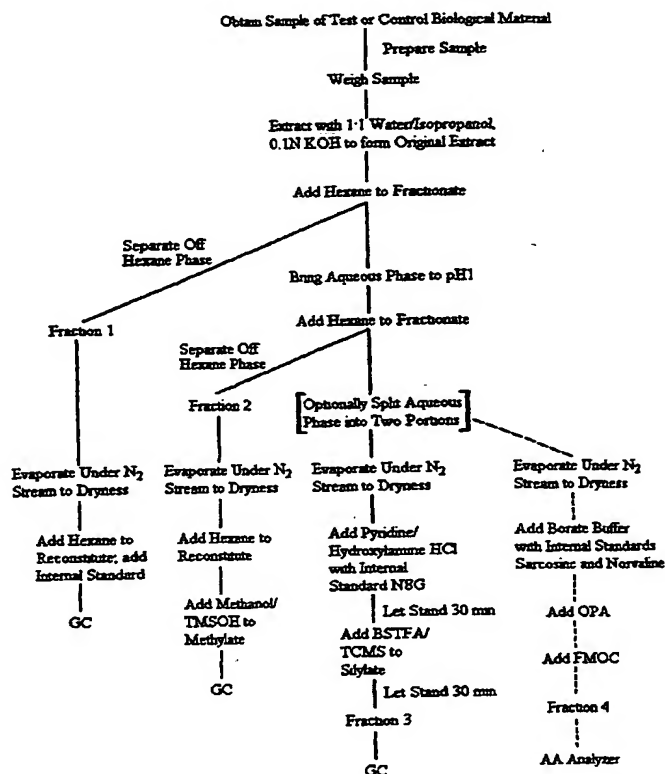 Obtain Sample of Test or Control Biological Material
Prepare Sample
Weigh Sample
Extract with 1:1 Water/Isopropanol,
0.1N KOH to form Original Extract
Add Hexane to Fractionate
Separate Off
Hexane Phase
Bring Aqueous Phase to pH1
Fraction 1
Add Hexane to Fractionate
Separate Off
Hexane Phase
Fraction 2
[Optionally Split Aqueous
Phase into Two Portions]
Evaporate Under N2
Stream to Dryness
Evaporate Under N2
Stream to Dryness
Evaporate Under N2
Stream to Dryness
Evaporate Under N2
Stream to Dryness
Add Hexane to
Reconstitute; add
Internal Standard
GC
Add Hexane to
Reconstitute
Add Methanol/
TMSOH to
Methylate
GC
Add Pyridine/
Hydroxylamine HCl
with Internal
Standard N8G
Let Stand 30 min
Add BSTFA/
TCMS to
Silylate
Let Stand 30 min
Fraction 3
GC
Add Borate Buffer
with Internal Standards
Sarcosine and Norvaline
Add OPA
Add FMOC
Fraction 4
AA Analyzer